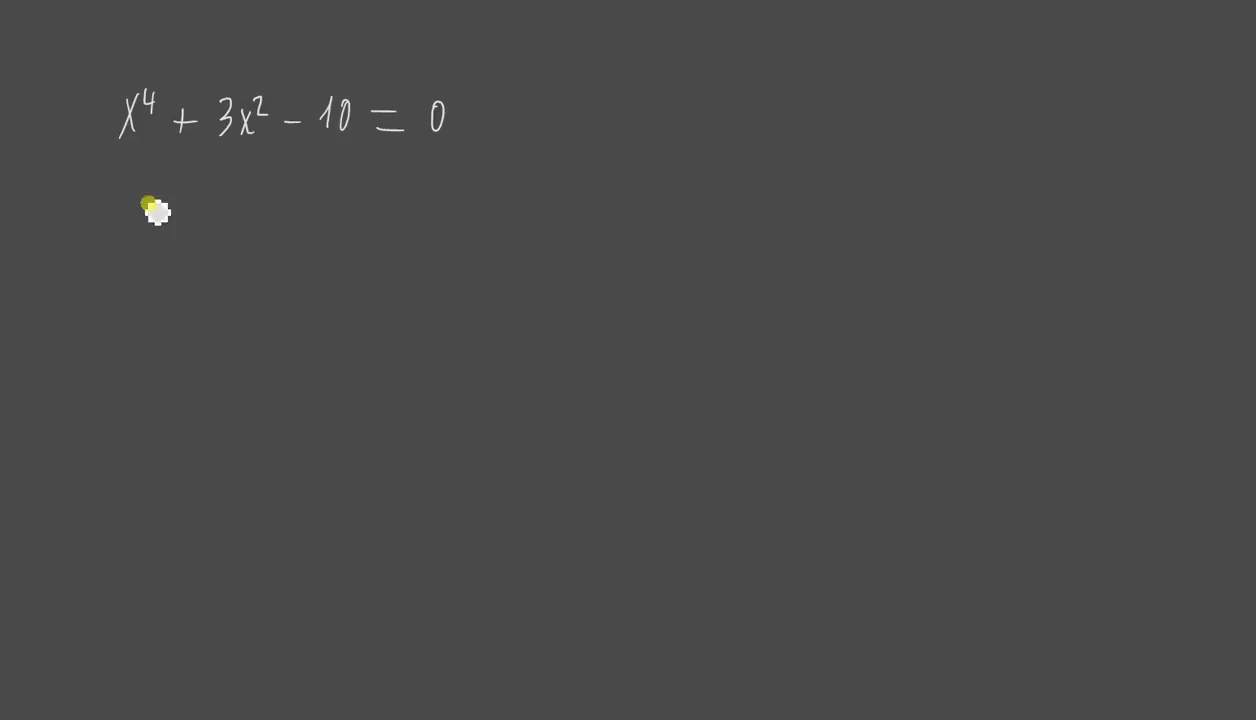 x⁴ + 3x² - 10 = 0